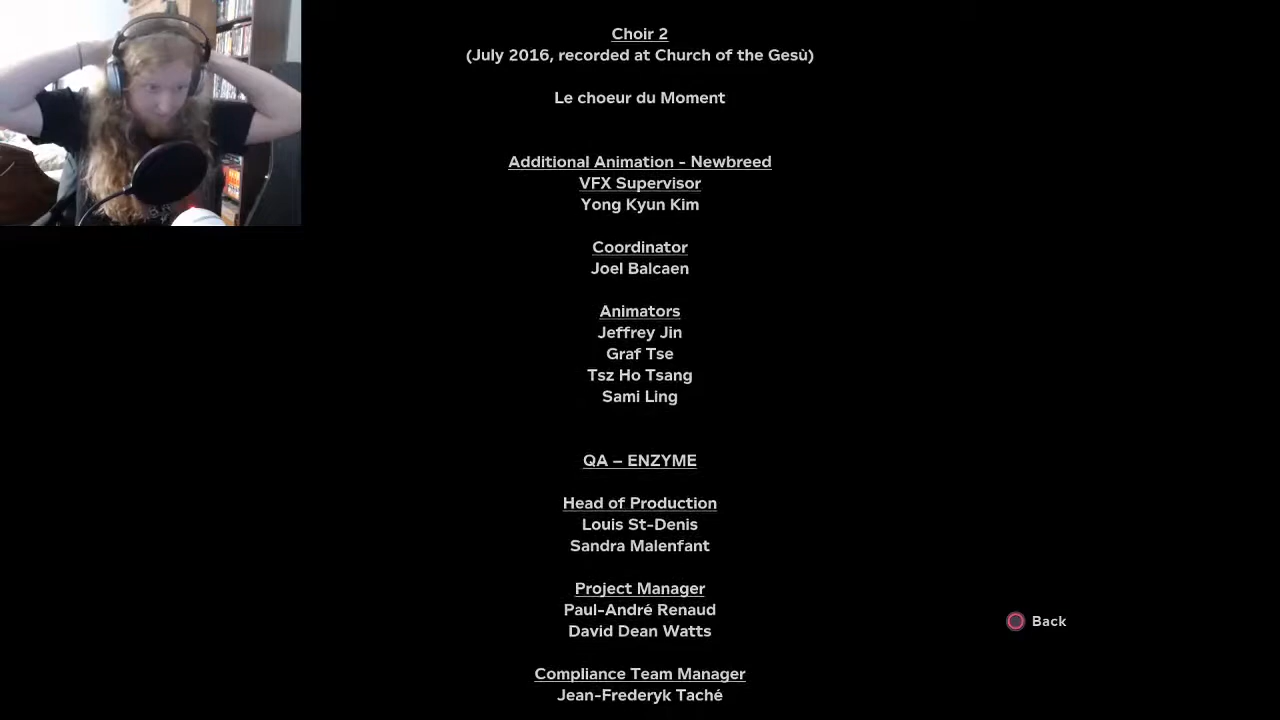 Choir 2
(July 2016, recorded at Church of the Gesù)
Le choeur du Moment
Additional Animation - Newbreed
VFX Supervisor
Yong Kyun Kim
Coordinator
Joel Balcaen
Animators
Jeffrey Jin
Graf Tse
Tsz Ho Tsang
Sami Ling
QA – ENZYME
Head of Production
Louis St-Denis
Sandra Malenfant
Project Manager
Paul-André Renaud
David Dean Watts
Back
Compliance Team Manager
Jean-Frederyk Taché